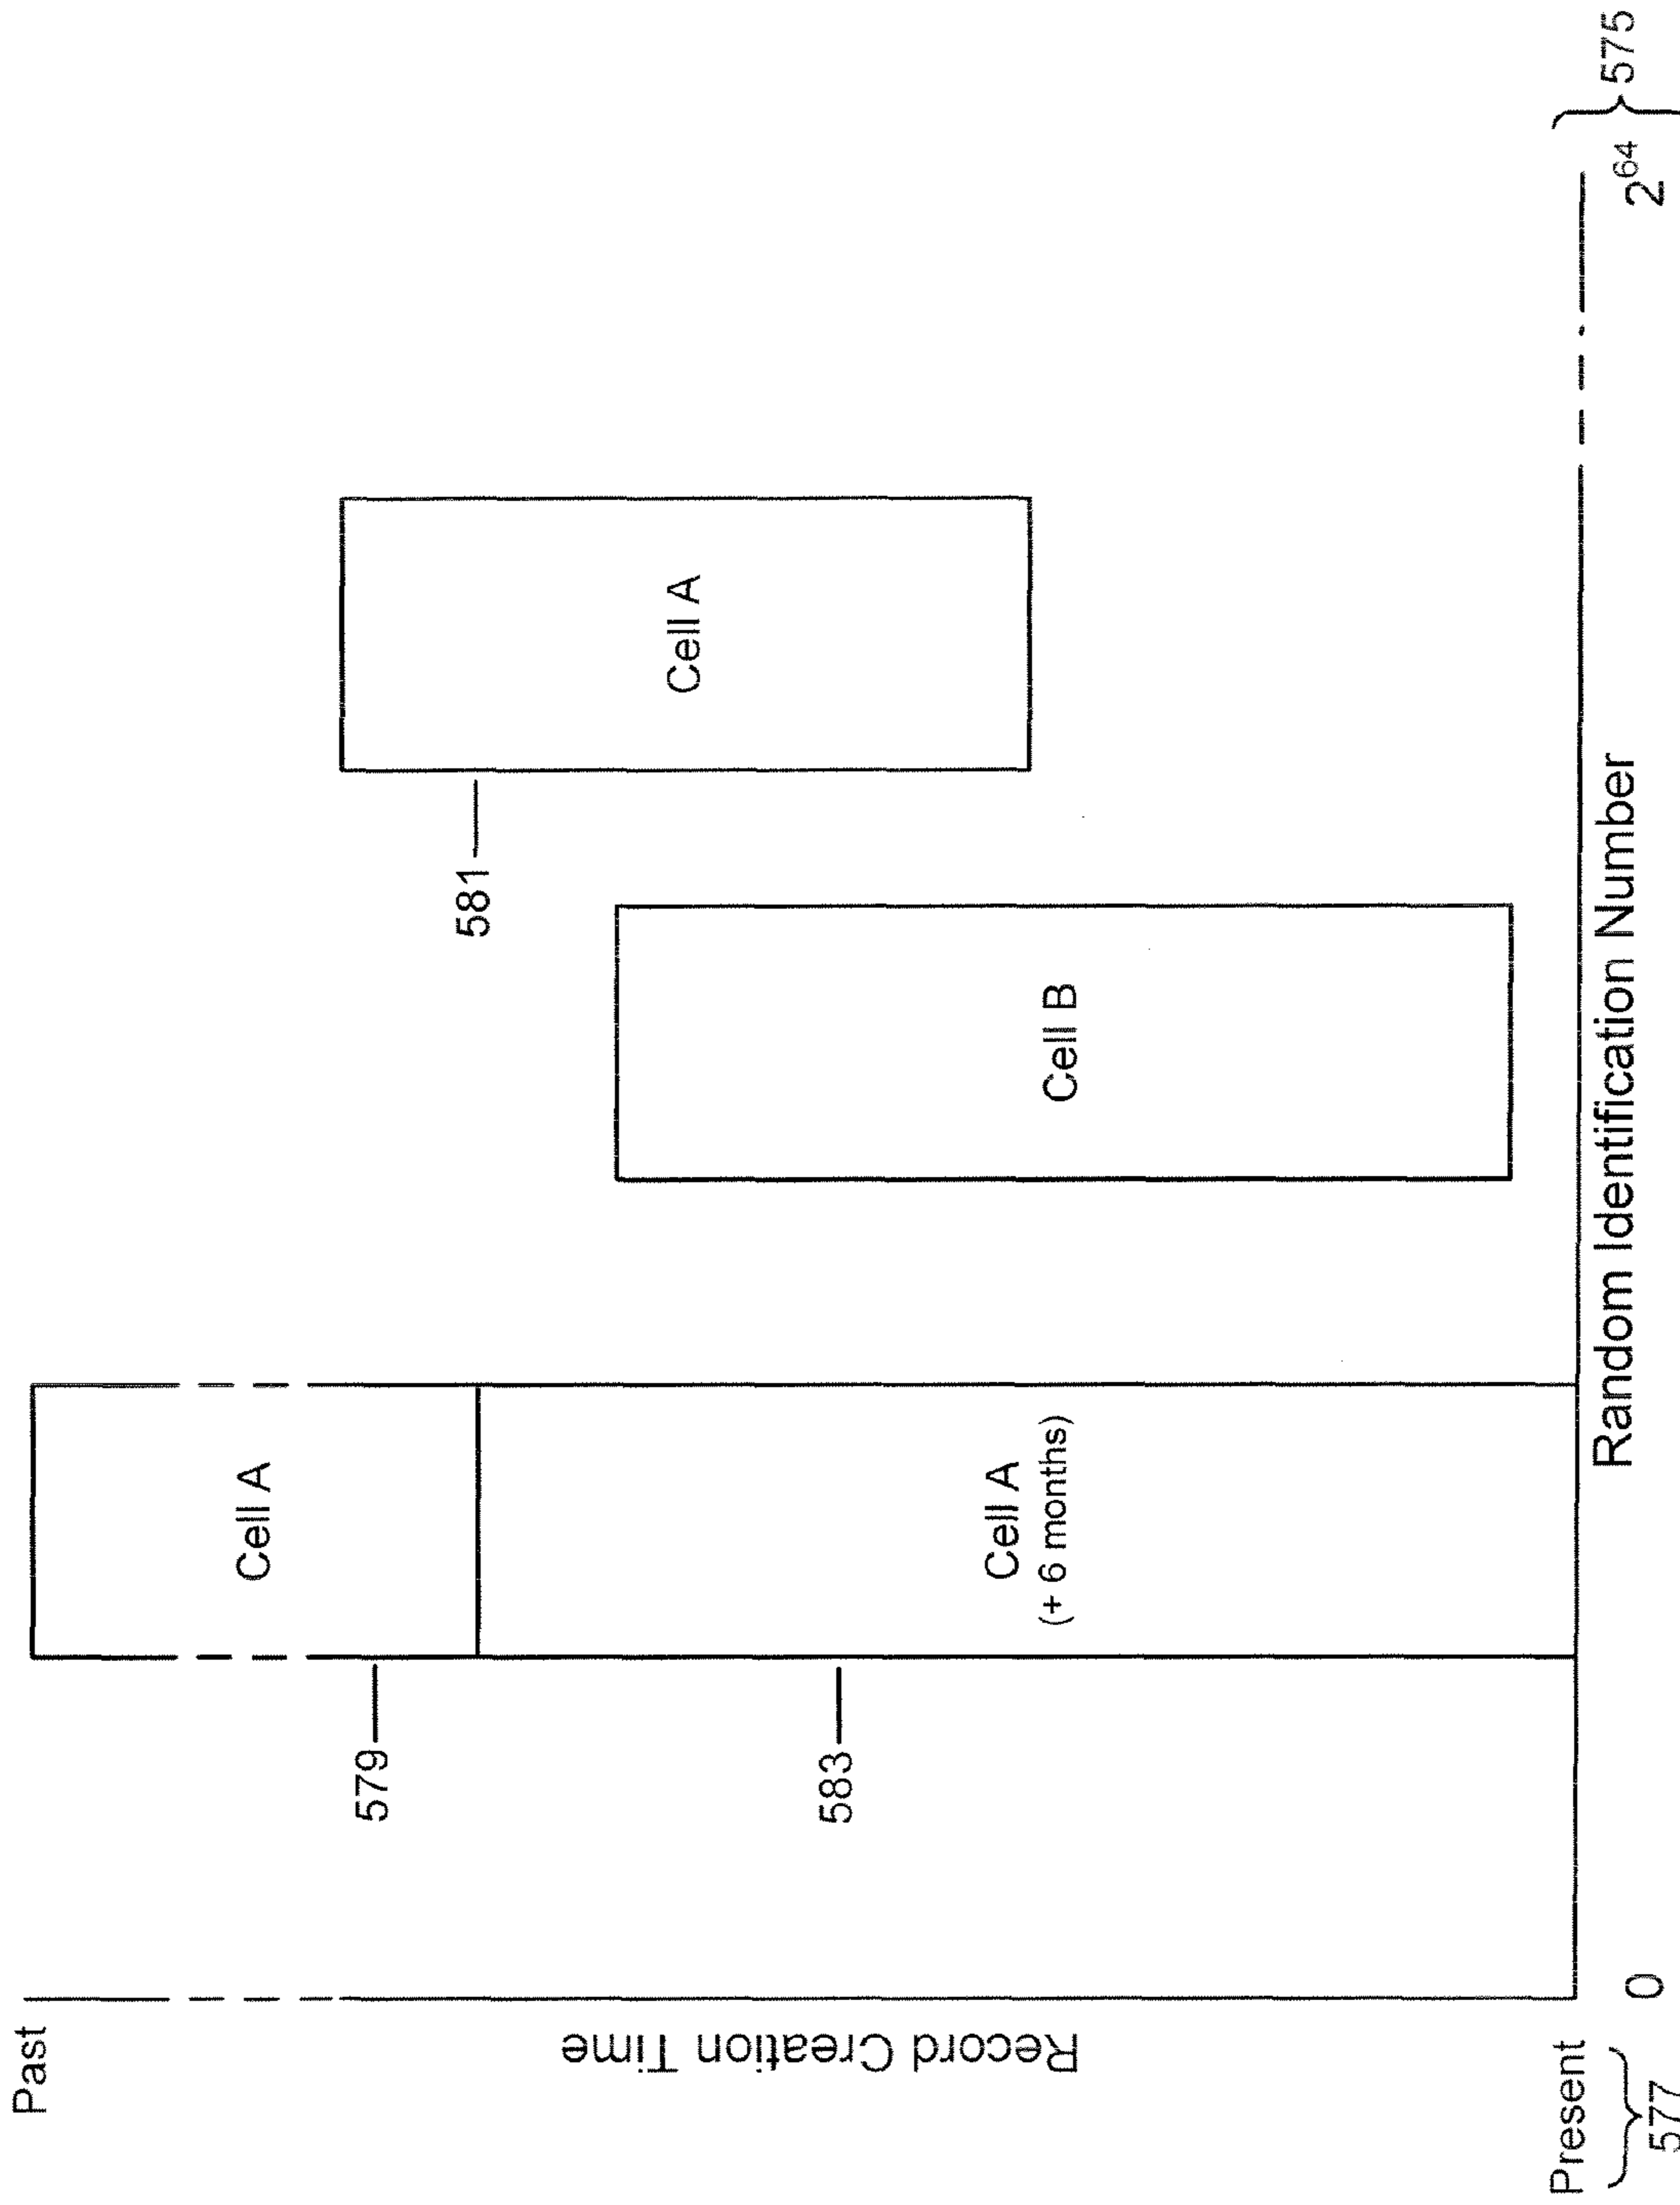 Past
Cell A
579
581
Cell A
Record Creation Time
583
Cell A
(+ 6 months)
Cell B
Present
577
0
Random Identification Number
2^64
575